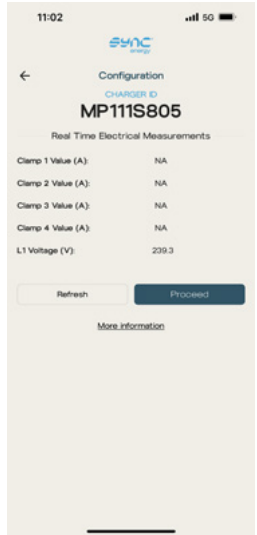 11:02 5G
sync
energy
Configuration
CHARGER ID
MP111S805
Real Time Electrical Measurements
Clamp 1 Value (A): NA
Clamp 2 Value (A): NA
Clamp 3 Value (A): NA
Clamp 4 Value (A): NA
L1 Voltage (V): 239.3
Refresh Proceed
More information